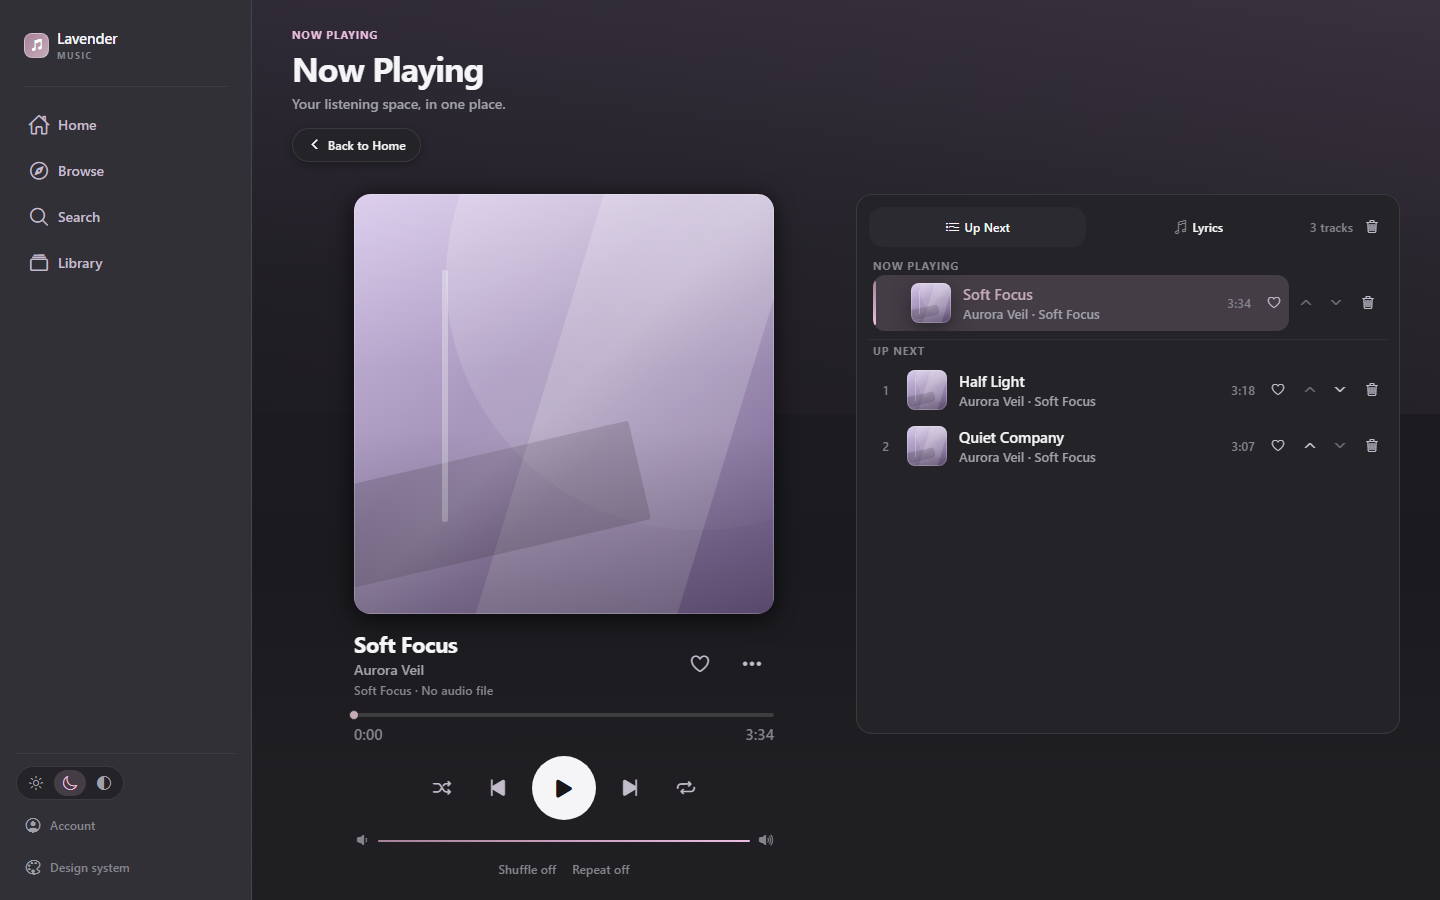 Lavender
MUSIC
Home
Browse
Search
Library
Account
Design system
NOW PLAYING
Now Playing
Your listening space, in one place.
Back to Home
Soft Focus
Aurora Veil
Soft Focus · No audio file
0:00 3:34
Shuffle off Repeat off
Up Next Lyrics 3 tracks
NOW PLAYING
Soft Focus
Aurora Veil · Soft Focus
3:34
UP NEXT
1 Half Light
Aurora Veil · Soft Focus
3:18
2 Quiet Company
Aurora Veil · Soft Focus
3:07